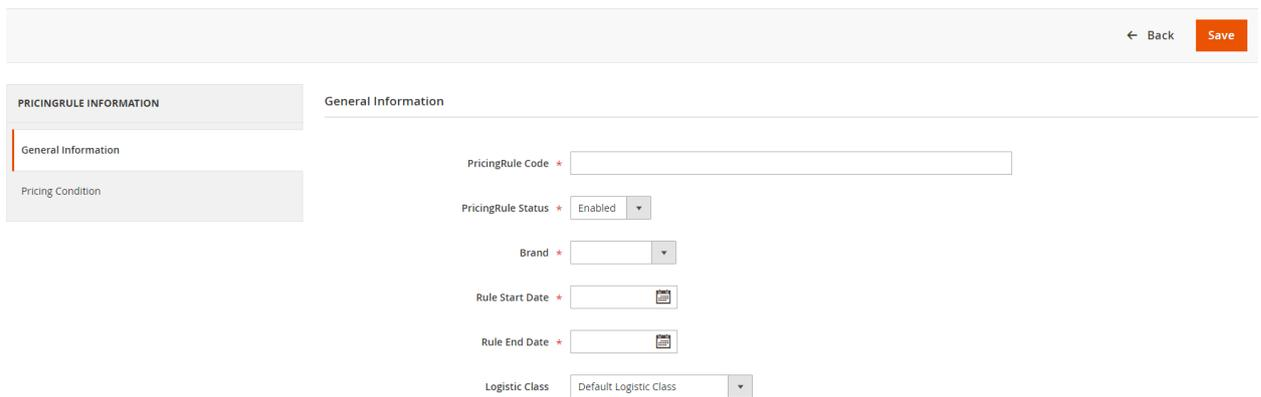 ← Back Save
PRICINGRULE INFORMATION
General Information
Pricing Condition
General Information
PricingRule Code *
PricingRule Status * Enabled
Brand *
Rule Start Date *
Rule End Date *
Logistic Class Default Logistic Class